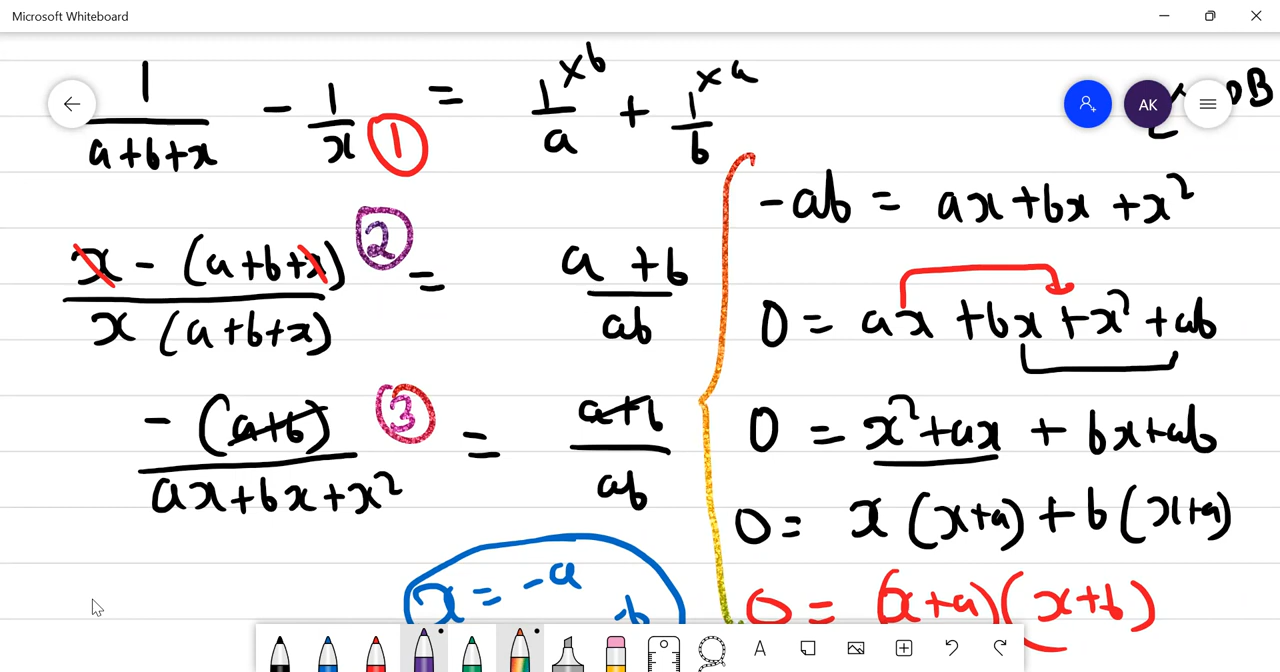 Microsoft Whiteboard
1/(a+b+x) - 1/x = 1/a ×b + 1/b ×a
①
AK
x - (a+b+x) / x (a+b+x) = a+b / ab
②
-(a+b) / ax+bx+x² = a+b / ab
③
x = -a
-b
-ab = ax+bx+x²
0 = ax+bx+x²+ab
0 = x²+ax + bx+ab
0 = x (x+a) + b (x+a)
0 = (x+a)(x+b)
A